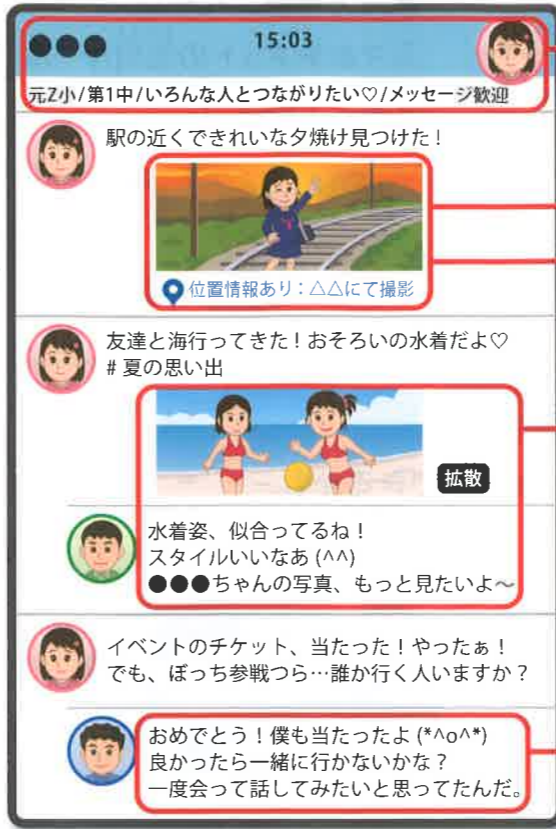 ●●●
15:03
元Z小/第1中/いろんな人とつながりたい♡/メッセージ歓迎
駅の近くできれいな夕焼け見つけた！
位置情報あり：△△にて撮影
友達と海行ってきた！おそろいの水着だよ♡
# 夏の思い出
拡散
水着姿、似合ってるね！
スタイルいいなあ (^^)
●●●ちゃんの写真、もっと見たいよ～
イベントのチケット、当たった！やったぁ！
でも、ぼっち参戦つら…誰か行く人いますか？
おめでとう！僕も当たったよ (*^o^*)
良かったら一緒に行かないかな？
一度会って話してみたいと思ってたんだ。